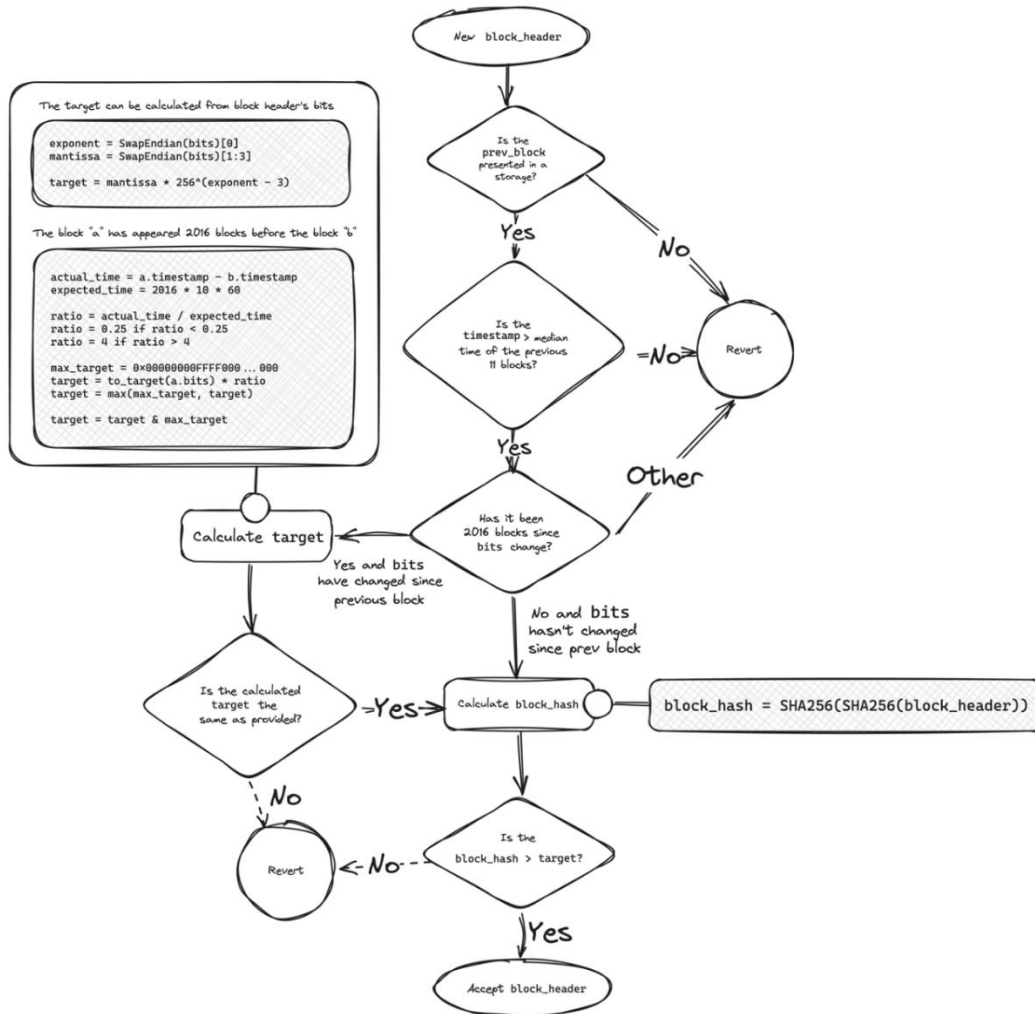 New block_header
The target can be calculated from block header's bits
exponent = SwapEndian(bits)[0]
mantissa = SwapEndian(bits)[1:3]
target = mantissa * 256^(exponent - 3)
The block "a" has appeared 2016 blocks before the block "b"
actual_time = a.timestamp - b.timestamp
expected_time = 2016 * 10 * 60
ratio = actual_time / expected_time
ratio = 0.25 if ratio < 0.25
ratio = 4 if ratio > 4
max_target = 0x00000000FFFF000...000
target = to_target(a.bits) * ratio
target = max(max_target, target)
target = target & max_target
Is the
prev_block
presented in a
storage?
Yes
No
Is the
timestamp > median
time of the previous
11 blocks?
No
Revert
Yes
Other
Has it been
2016 blocks since
bits change?
Calculate target
Yes and bits
have changed since
previous block
No and bits
hasn't changed
since prev block
Is the calculated
target the
same as provided?
Yes
Calculate block_hash
block_hash = SHA256(SHA256(block_header))
No
Revert
Is the
block_hash > target?
No
Yes
Accept block_header